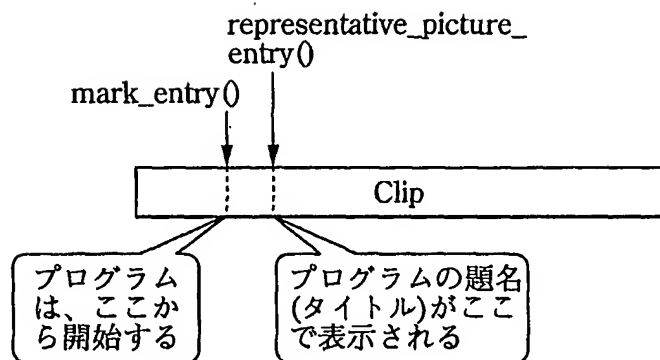 representative_picture_
entry()
mark_entry()
Clip
プログラム
は、ここか
ら開始する
プログラムの題名
(タイトル)がここ
で表示される